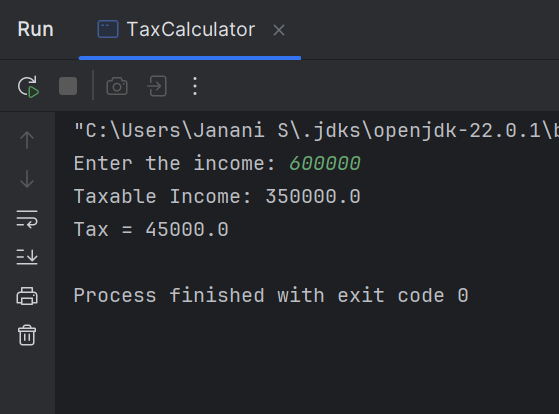 Run TaxCalculator
"C:\Users\Janani S\.jdks\openjdk-22.0.1\b
Enter the income: 600000
Taxable Income: 350000.0
Tax = 45000.0
Process finished with exit code 0